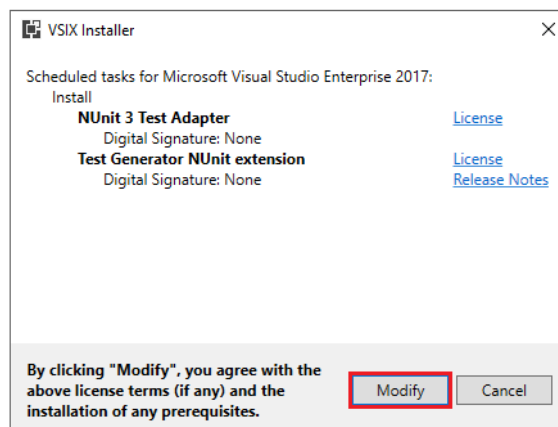 VSIX Installer
Scheduled tasks for Microsoft Visual Studio Enterprise 2017:
Install
NUnit 3 Test Adapter License
Digital Signature: None
Test Generator NUnit extension License
Digital Signature: None Release Notes
By clicking "Modify", you agree with the
above license terms (if any) and the
installation of any prerequisites.
Modify Cancel